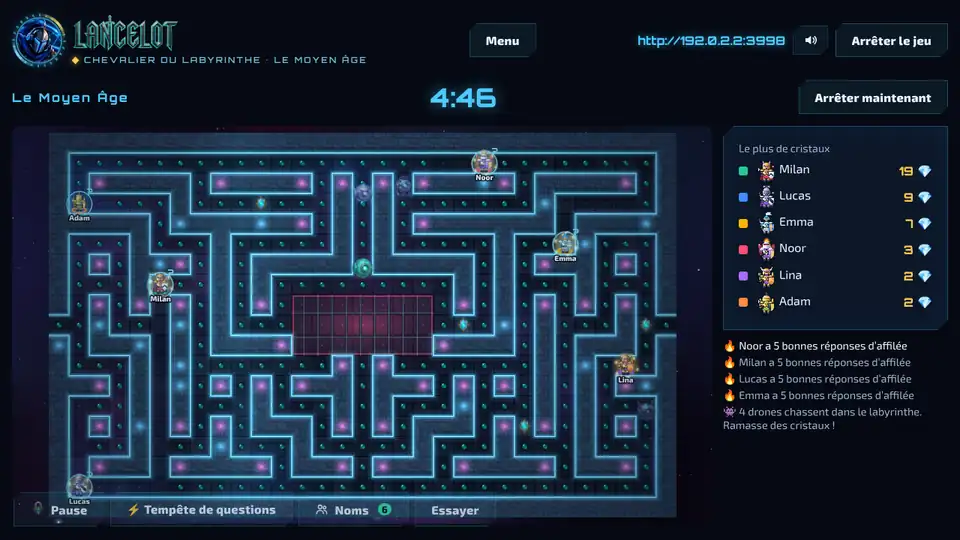 LANCELOT
CHEVALIER DU LABYRINTHE · LE MOYEN ÂGE
Menu
http://192.0.2.2:3998
Arrêter le jeu
Le Moyen Âge
4:46
Arrêter maintenant
Le plus de cristaux
Milan 19
Lucas 9
Emma 7
Noor 3
Lina 2
Adam 2
Noor a 5 bonnes réponses d'affilée
Milan a 5 bonnes réponses d'affilée
Lucas a 5 bonnes réponses d'affilée
Emma a 5 bonnes réponses d'affilée
4 drones chassent dans le labyrinthe.
Ramasse des cristaux !
Noor
Adam
Emma
Milan
Lina
Lucas
Pause
Tempête de questions
Noms 6
Essayer